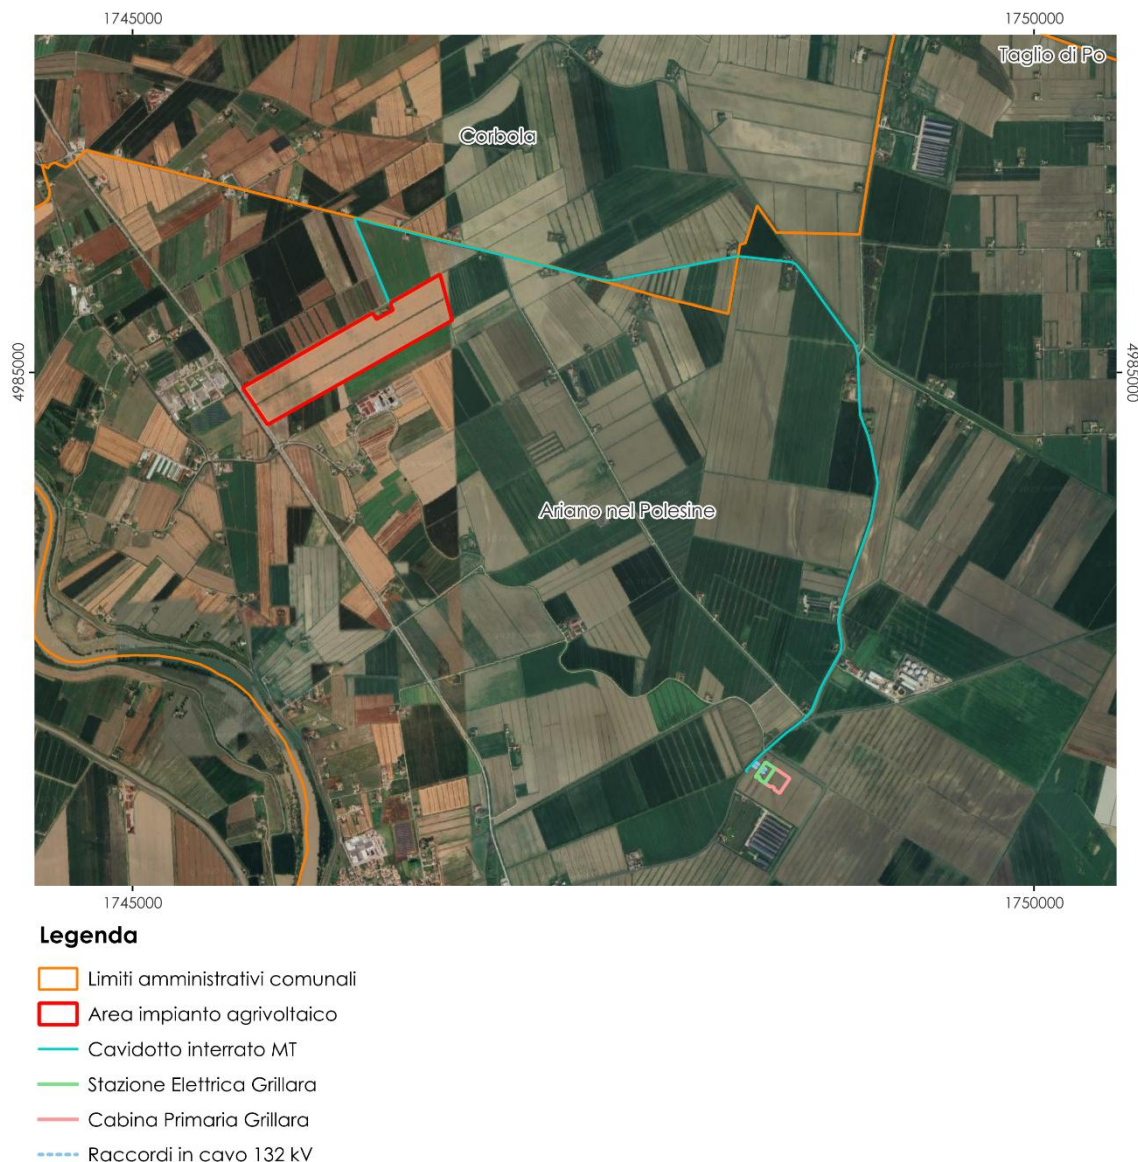 1745000 1750000
Taglio di Po
Corbola
4985000 4985000
Ariano nel Polesine
1745000 1750000
Legenda
Limiti amministrativi comunali
Area impianto agrivoltaico
Cavidotto interrato MT
Stazione Elettrica Grillara
Cabina Primaria Grillara
Raccordi in cavo 132 kV